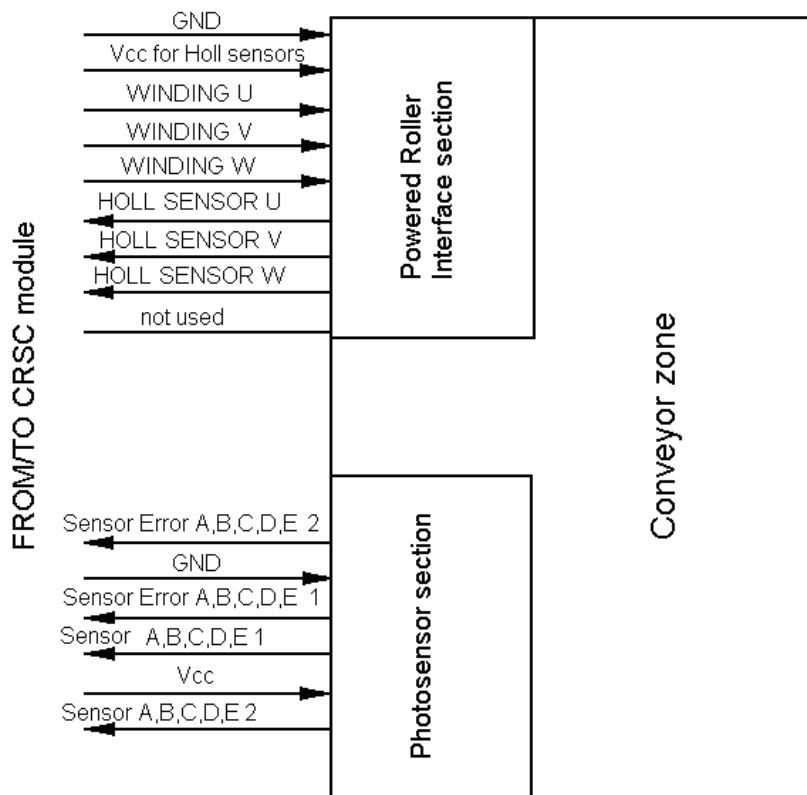 GND
Vcc for Holl sensors
WINDING U
WINDING V
WINDING W
HOLL SENSOR U
HOLL SENSOR V
HOLL SENSOR W
not used
Powered Roller
Interface section
FROM/TO CRSC module
Conveyor zone
Sensor Error A,B,C,D,E 2
GND
Sensor Error A,B,C,D,E 1
Sensor A,B,C,D,E 1
Vcc
Sensor A,B,C,D,E 2
Photosensor section